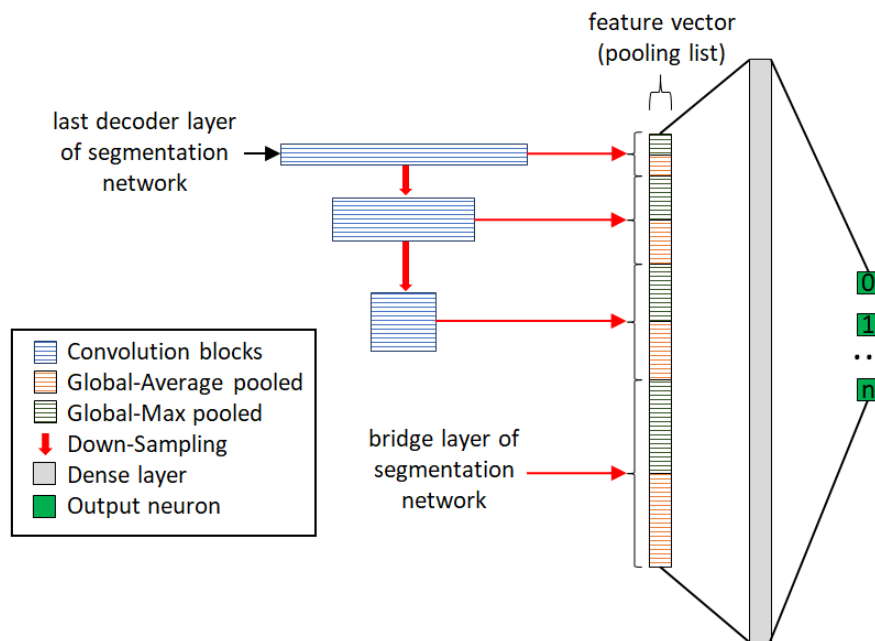 feature vector
(pooling list)
last decoder layer
of segmentation
network
0
1
..
n
Convolution blocks
Global-Average pooled
Global-Max pooled
Down-Sampling
Dense layer
Output neuron
bridge layer of
segmentation
network